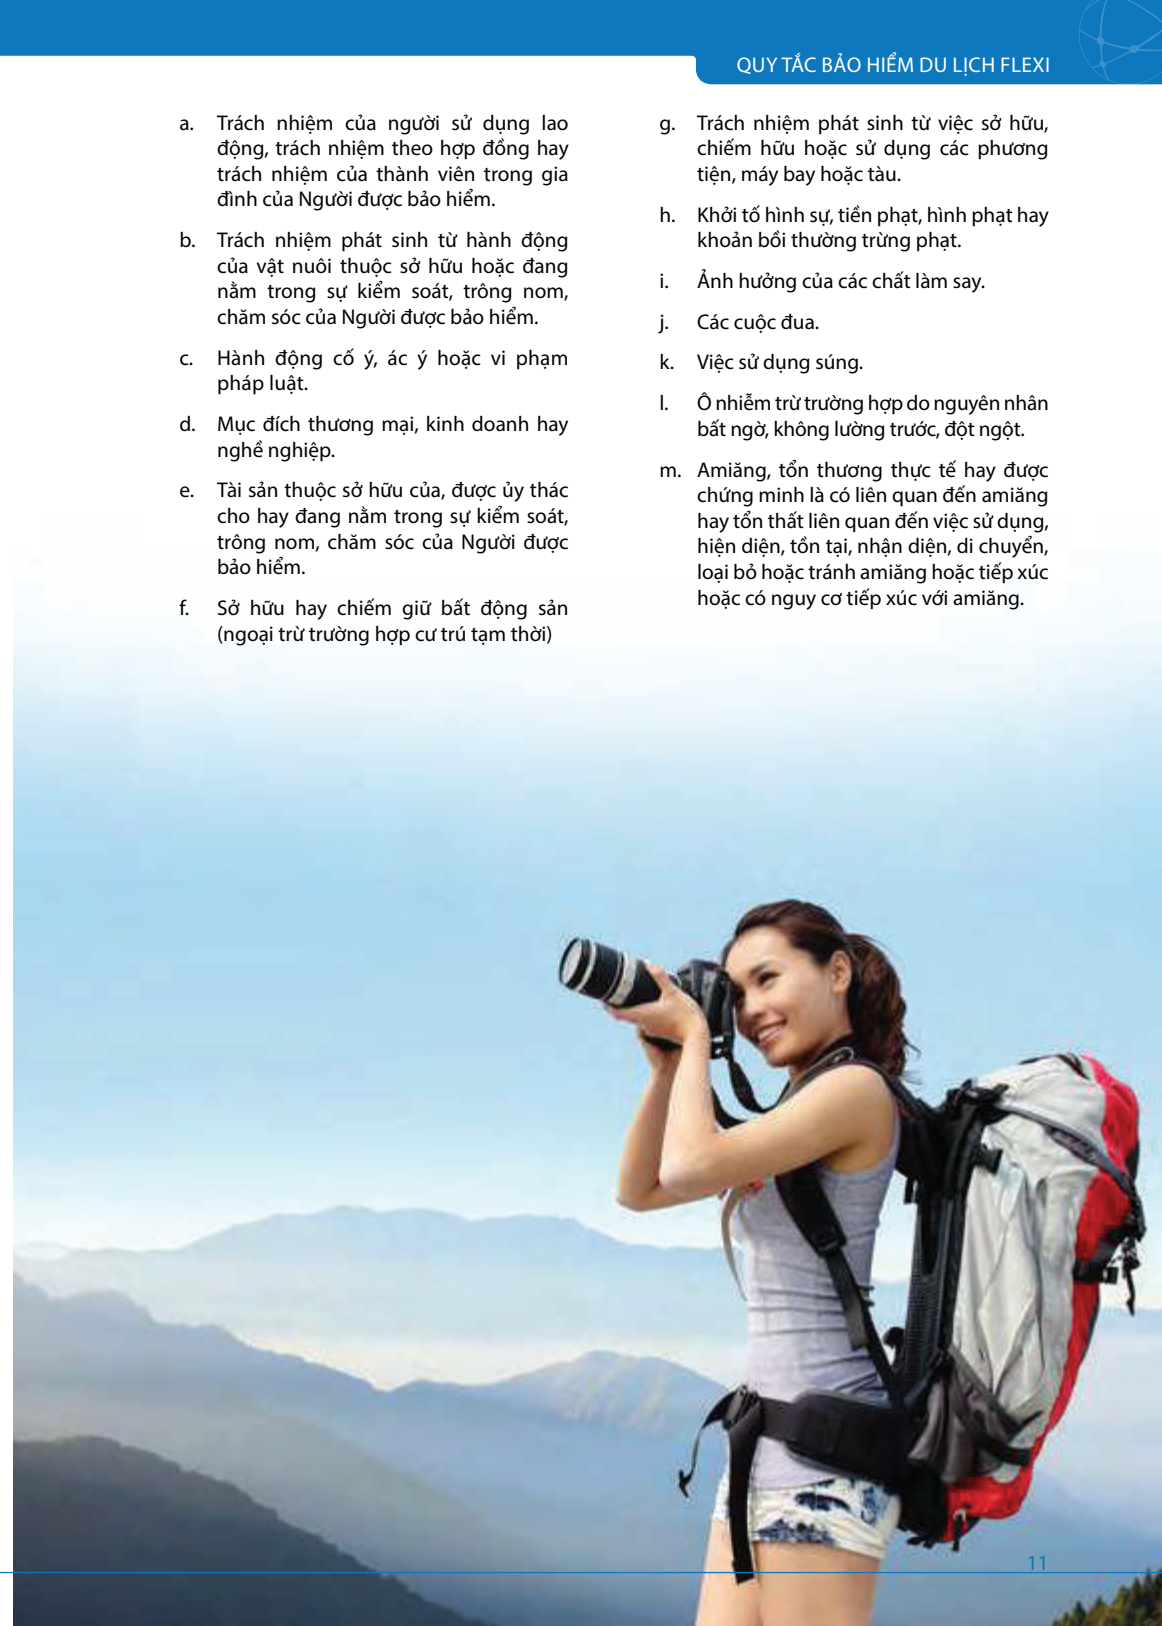 QUY TẮC BẢO HIỂM DU LỊCH FLEXI
a. Trách nhiệm của người sử dụng lao
động, trách nhiệm theo hợp đồng hay
trách nhiệm của thành viên trong gia
đình của Người được bảo hiểm.
b. Trách nhiệm phát sinh từ hành động
của vật nuôi thuộc sở hữu hoặc đang
nằm trong sự kiểm soát, trông nom,
chăm sóc của Người được bảo hiểm.
c. Hành động cố ý, ác ý hoặc vi phạm
pháp luật.
d. Mục đích thương mại, kinh doanh hay
nghề nghiệp.
e. Tài sản thuộc sở hữu của, được ủy thác
cho hay đang nằm trong sự kiểm soát,
trông nom, chăm sóc của Người được
bảo hiểm.
f. Sở hữu hay chiếm giữ bất động sản
(ngoại trừ trường hợp cư trú tạm thời)
g. Trách nhiệm phát sinh từ việc sở hữu,
chiếm hữu hoặc sử dụng các phương
tiện, máy bay hoặc tàu.
h. Khởi tố hình sự, tiền phạt, hình phạt hay
khoản bồi thường trừng phạt.
i. Ảnh hưởng của các chất làm say.
j. Các cuộc đua.
k. Việc sử dụng súng.
l. Ô nhiễm trừ trường hợp do nguyên nhân
bất ngờ, không lường trước, đột ngột.
m. Amiăng, tổn thương thực tế hay được
chứng minh là có liên quan đến amiăng
hay tổn thất liên quan đến việc sử dụng,
hiện diện, tồn tại, nhận diện, di chuyển,
loại bỏ hoặc tránh amiăng hoặc tiếp xúc
hoặc có nguy cơ tiếp xúc với amiăng.
11